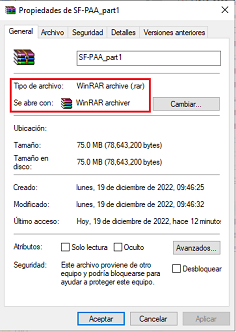 Propiedades de SF-PAA_part1
General Archivo Seguridad Detalles Versiones anteriores
SF-PAA_part1
Tipo de archivo: WinRAR archive (.rar)
Se abre con: WinRAR archiver Cambiar...
Ubicación:
Tamaño: 75.0 MB (78,643,200 bytes)
Tamaño en disco: 75.0 MB (78,643,200 bytes)
Creado: lunes, 19 de diciembre de 2022, 09:46:25
Modificado: lunes, 19 de diciembre de 2022, 09:46:32
Último acceso: Hoy, 19 de diciembre de 2022, hace 12 minutos
Atributos: Solo lectura Oculto Avanzados...
Seguridad: Este archivo proviene de otro
equipo y podría bloquearse para
ayudar a proteger este equipo.
Desbloquear
Aceptar Cancelar Aplicar